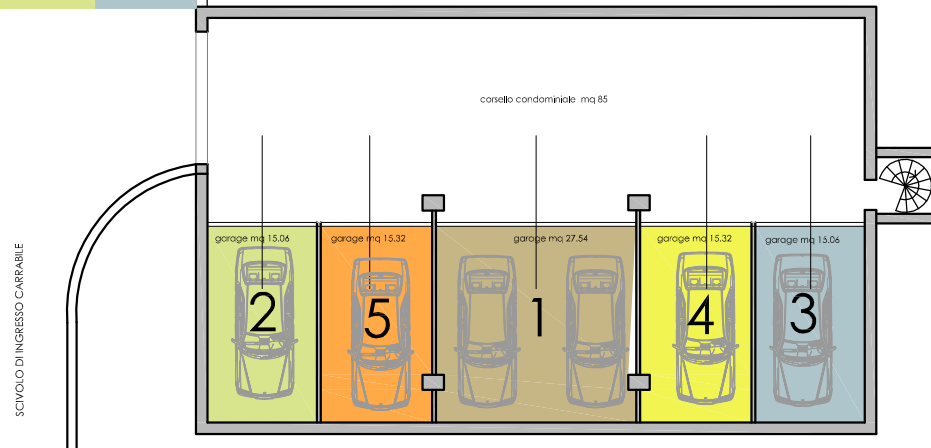 corsello condominiale mq 85
garage mq 15.06
garage mq 15.32
garage mq 27.54
garage mq 15.32
garage mq 15.06
2
5
1
4
3
SCIVOLO DI INGRESSO CARRABILE